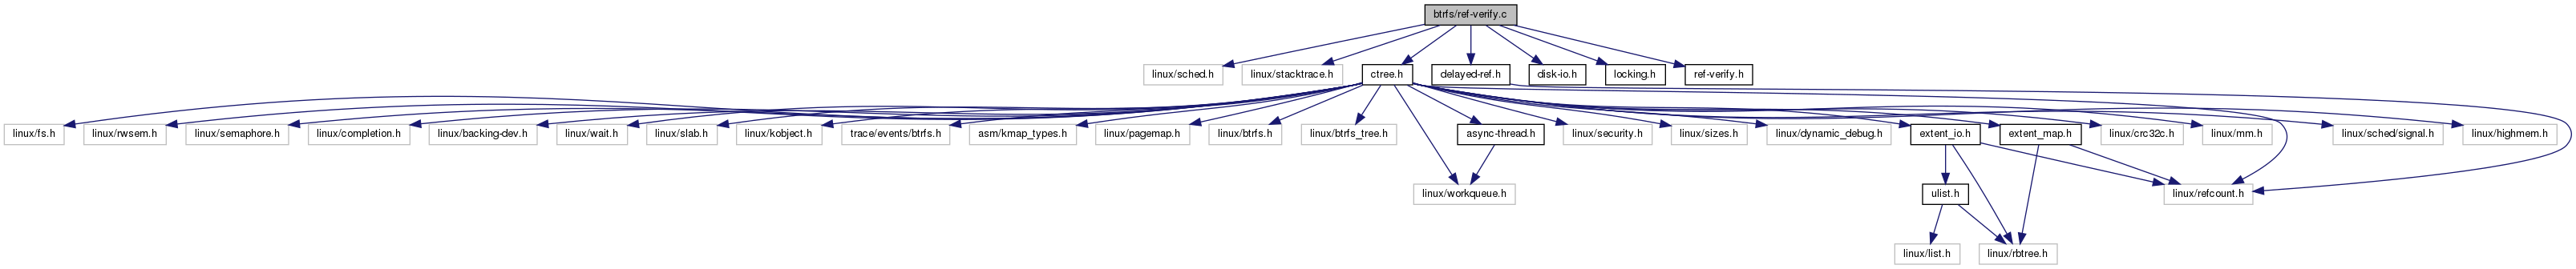 btrfs/ref-verify.c
linux/sched.h
linux/stacktrace.h
ctree.h
delayed-ref.h
disk-io.h
locking.h
ref-verify.h
linux/fs.h
linux/rwsem.h
linux/semaphore.h
linux/completion.h
linux/backing-dev.h
linux/wait.h
linux/slab.h
linux/kobject.h
trace/events/btrfs.h
asm/kmap_types.h
linux/pagemap.h
linux/btrfs.h
linux/btrfs_tree.h
async-thread.h
linux/security.h
linux/sizes.h
linux/dynamic_debug.h
extent_io.h
extent_map.h
linux/crc32c.h
linux/mm.h
linux/sched/signal.h
linux/highmem.h
linux/workqueue.h
ulist.h
linux/refcount.h
linux/list.h
linux/rbtree.h